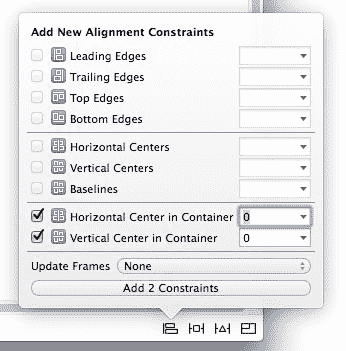 Add New Alignment Constraints
Leading Edges
Trailing Edges
Top Edges
Bottom Edges
Horizontal Centers
Vertical Centers
Baselines
Horizontal Center in Container 0
Vertical Center in Container 0
Update Frames None
Add 2 Constraints